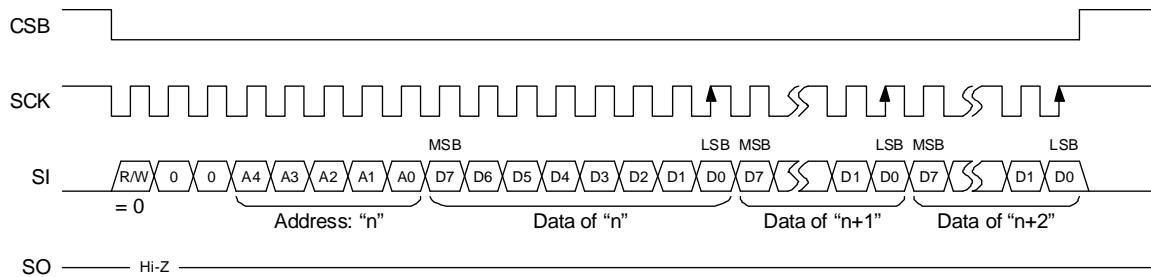 CSB
SCK
MSB LSB MSB LSB MSB LSB
SI R/W 0 0 A4 A3 A2 A1 A0 D7 D6 D5 D4 D3 D2 D1 D0 D7 D1 D0 D7 D1 D0
= 0
Address: “n” Data of “n” Data of “n+1” Data of “n+2”
SO Hi-Z